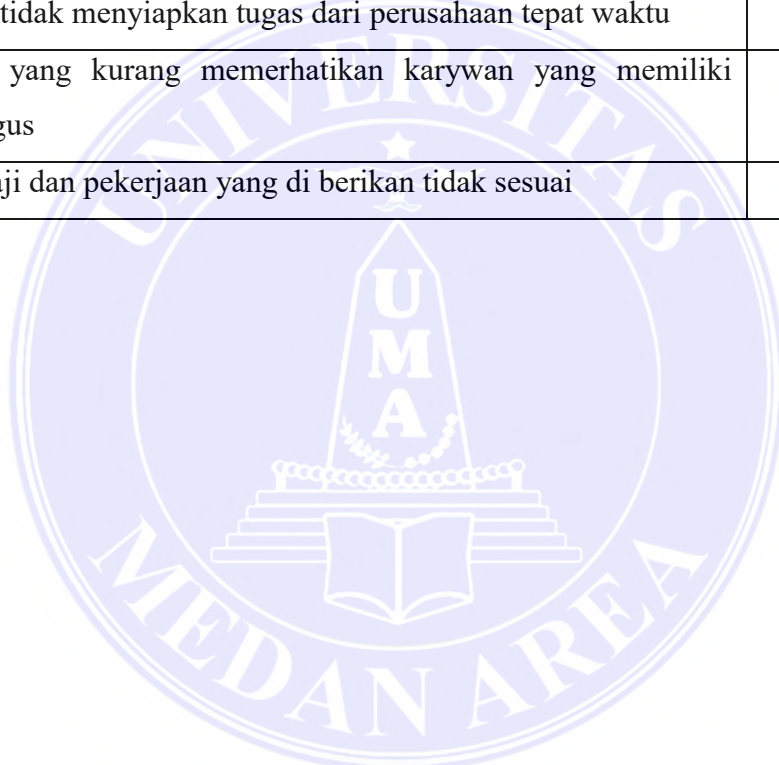 tidak menyiapkan tugas dari perusahaan tepat waktu
yang kurang memerhatikan karywan yang memiliki
gus
ji dan pekerjaan yang di berikan tidak sesuai
UNIVERSITAS
U
M
A
MEDAN AREA